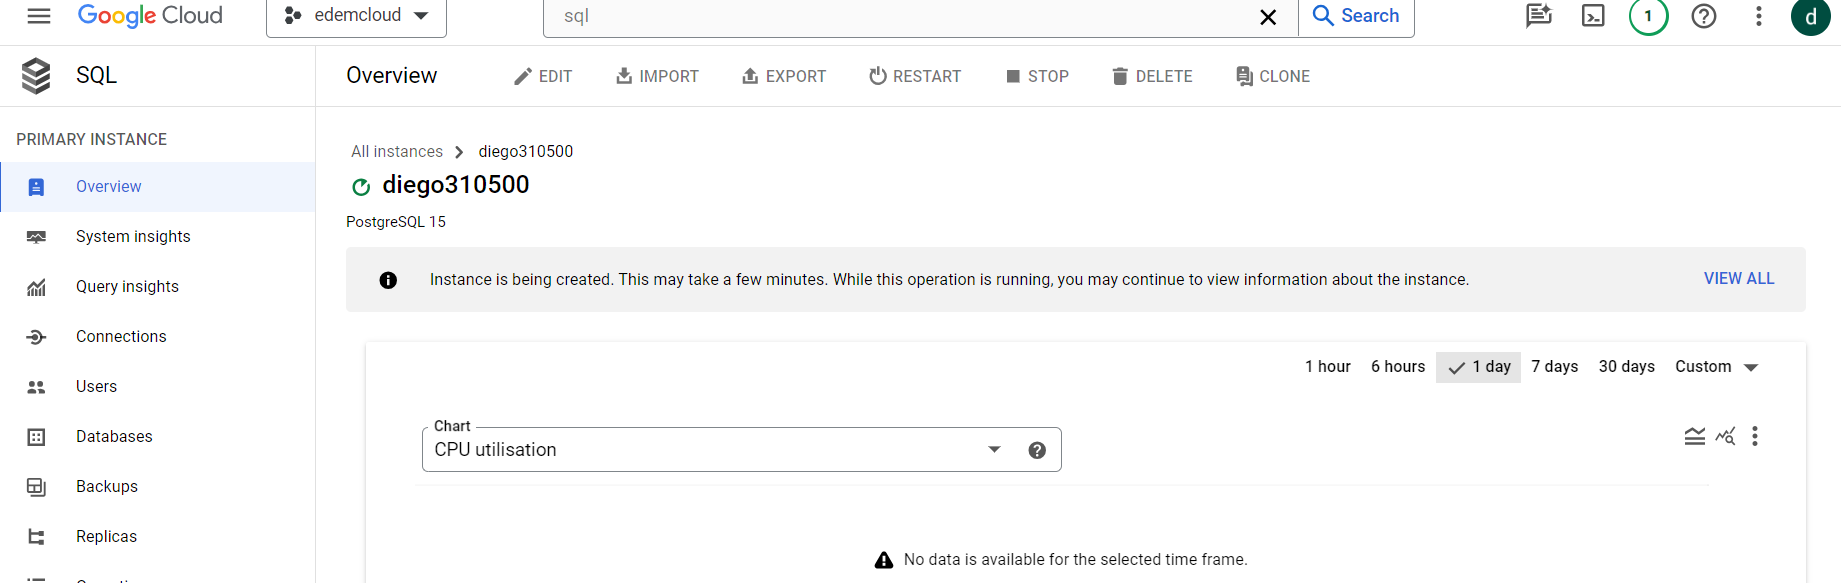 Google Cloud
edemcloud
sql
Search
1
d
SQL
Overview
EDIT
IMPORT
EXPORT
RESTART
STOP
DELETE
CLONE
PRIMARY INSTANCE
Overview
System insights
Query insights
Connections
Users
Databases
Backups
Replicas
All instances
diego310500
diego310500
PostgreSQL 15
Instance is being created. This may take a few minutes. While this operation is running, you may continue to view information about the instance.
VIEW ALL
1 hour
6 hours
1 day
7 days
30 days
Custom
Chart
CPU utilisation
No data is available for the selected time frame.